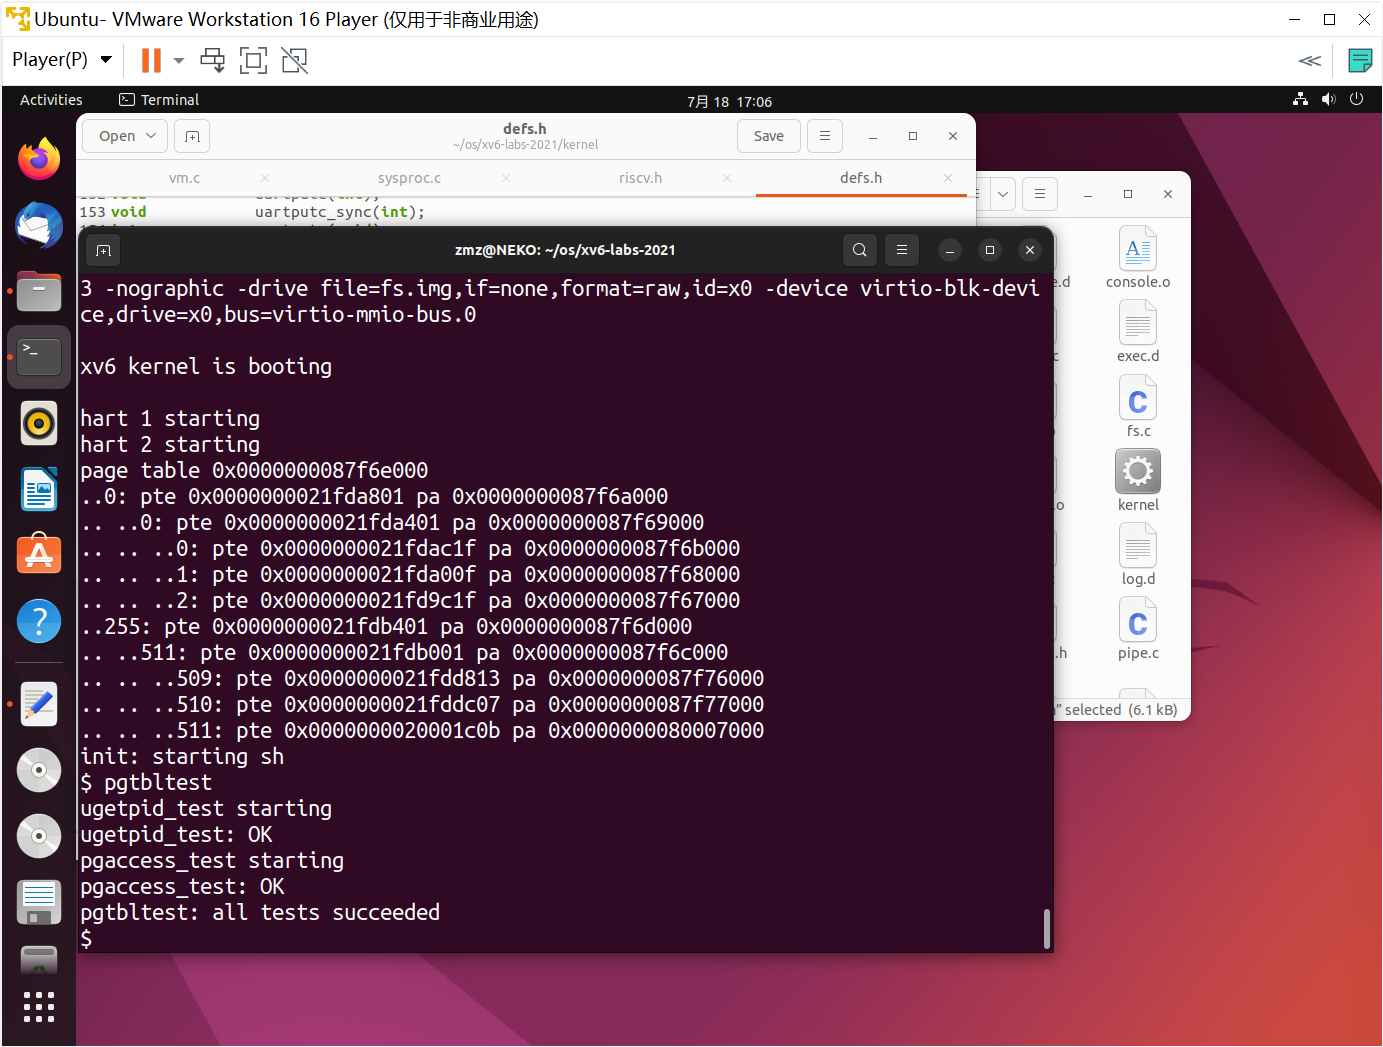 Ubuntu- VMware Workstation 16 Player (仅用于非商业用途)
Player(P)
Activities
Terminal
7月 18 17:06
Open
defs.h
~/os/xv6-labs-2021/kernel
Save
vm.c
sysproc.c
riscv.h
defs.h
153 void uartputc_sync(int);
zmz@NEKO: ~/os/xv6-labs-2021
3 -nographic -drive file=fs.img,if=none,format=raw,id=x0 -device virtio-blk-devi
ce,drive=x0,bus=virtio-mmio-bus.0
xv6 kernel is booting
hart 1 starting
hart 2 starting
page table 0x0000000087f6e000
..0: pte 0x0000000021fda801 pa 0x0000000087f6a000
.. ..0: pte 0x0000000021fda401 pa 0x0000000087f69000
.. .. ..0: pte 0x0000000021fdac1f pa 0x0000000087f6b000
.. .. ..1: pte 0x0000000021fda00f pa 0x0000000087f68000
.. .. ..2: pte 0x0000000021fd9c1f pa 0x0000000087f67000
..255: pte 0x0000000021fdb401 pa 0x0000000087f6d000
.. ..511: pte 0x0000000021fdb001 pa 0x0000000087f6c000
.. .. ..509: pte 0x0000000021fdd813 pa 0x0000000087f76000
.. .. ..510: pte 0x0000000021fddc07 pa 0x0000000087f77000
.. .. ..511: pte 0x0000000020001c0b pa 0x0000000080007000
init: starting sh
$ pgtbltest
ugetpid_test starting
ugetpid_test: OK
pgaccess_test starting
pgaccess_test: OK
pgtbltest: all tests succeeded
$
e.d
console.o
c
exec.d
fs.c
.o
kernel
log.d
.h
pipe.c
" selected (6.1 kB)